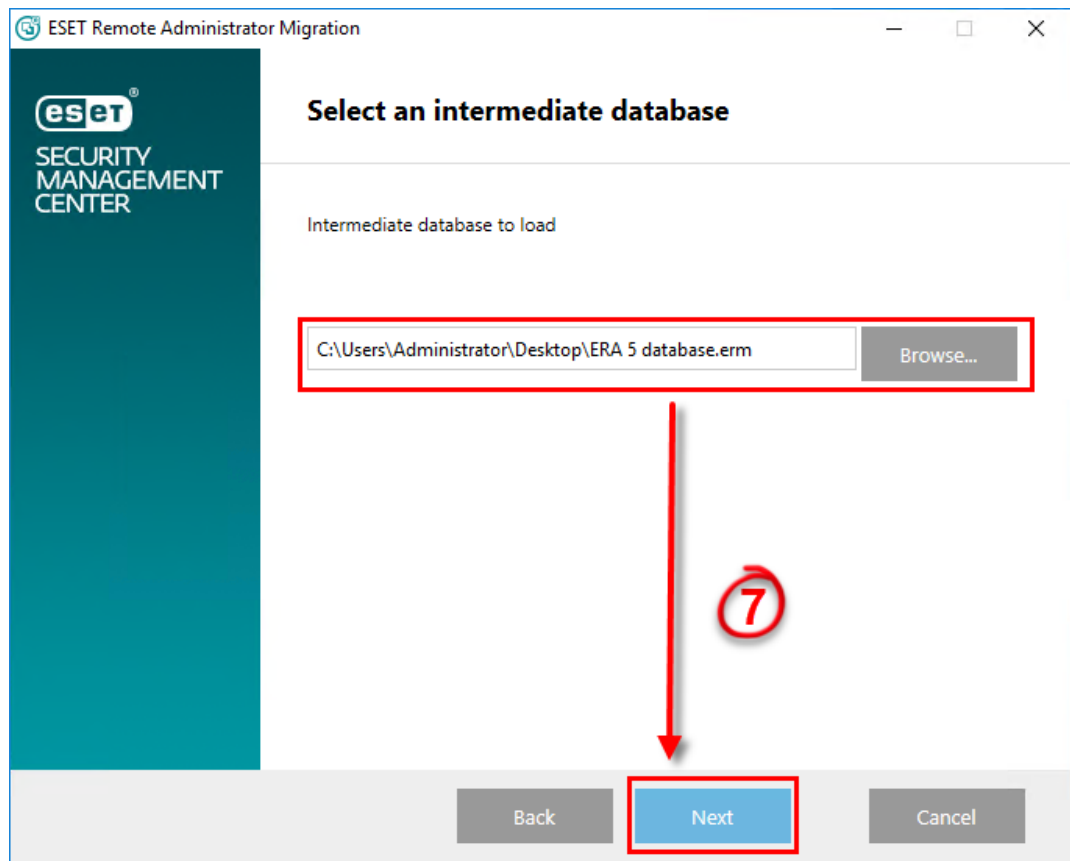 ESET Remote Administrator Migration
eseT®
SECURITY
MANAGEMENT
CENTER
Select an intermediate database
Intermediate database to load
C:\Users\Administrator\Desktop\ERA 5 database.erm
Browse...
7
Back
Next
Cancel